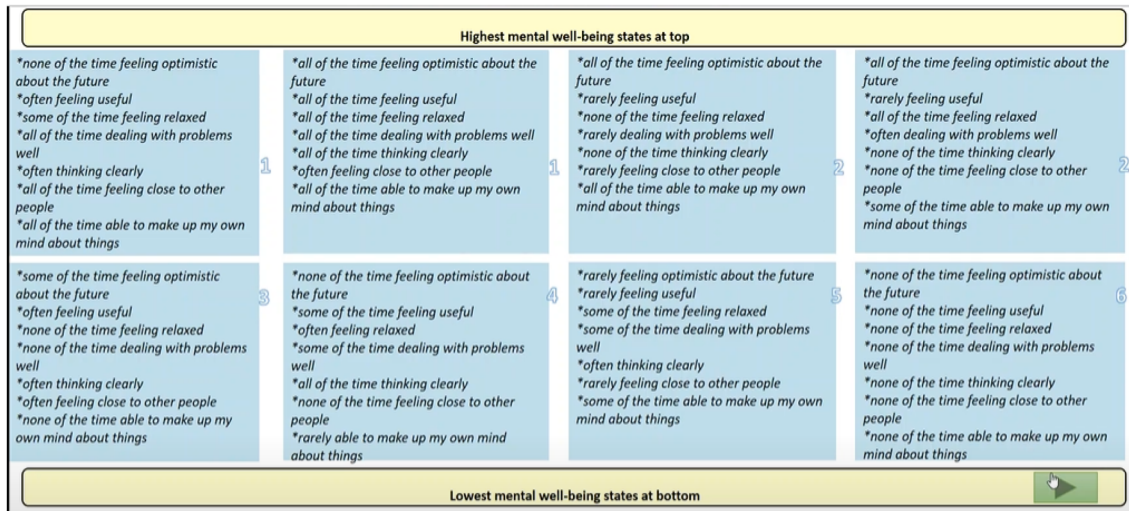 Highest mental well-being states at top
*none of the time feeling optimistic
about the future
*often feeling useful
*some of the time feeling relaxed
*all of the time dealing with problems
well
*often thinking clearly
*all of the time feeling close to other
people
*all of the time able to make up my own
mind about things
1
*all of the time feeling optimistic about the
future
*all of the time feeling useful
*all of the time feeling relaxed
*all of the time dealing with problems well
*all of the time thinking clearly
*often feeling close to other people
*all of the time able to make up my own
mind about things
1
*all of the time feeling optimistic about the
future
*rarely feeling useful
*none of the time feeling relaxed
*rarely dealing with problems well
*none of the time thinking clearly
*rarely feeling close to other people
*all of the time able to make up my own
mind about things
2
*all of the time feeling optimistic about the
future
*rarely feeling useful
*all of the time feeling relaxed
*often dealing with problems well
*none of the time thinking clearly
*none of the time feeling close to other
people
*some of the time able to make up my own
mind about things
2
*some of the time feeling optimistic
about the future
*often feeling useful
*none of the time feeling relaxed
*none of the time dealing with problems
well
*often thinking clearly
*often feeling close to other people
*none of the time able to make up my
own mind about things
3
*none of the time feeling optimistic about
the future
*some of the time feeling useful
*often feeling relaxed
*some of the time dealing with problems
well
*all of the time thinking clearly
*none of the time feeling close to other
people
*rarely able to make up my own mind
about things
4
*rarely feeling optimistic about the future
*rarely feeling useful
*some of the time feeling relaxed
*some of the time dealing with problems
well
*often thinking clearly
*rarely feeling close to other people
*some of the time able to make up my own
mind about things
5
*none of the time feeling optimistic about
the future
*none of the time feeling useful
*none of the time feeling relaxed
*none of the time dealing with problems
well
*none of the time thinking clearly
*none of the time feeling close to other
people
*none of the time able to make up my own
mind about things
6
Lowest mental well-being states at bottom